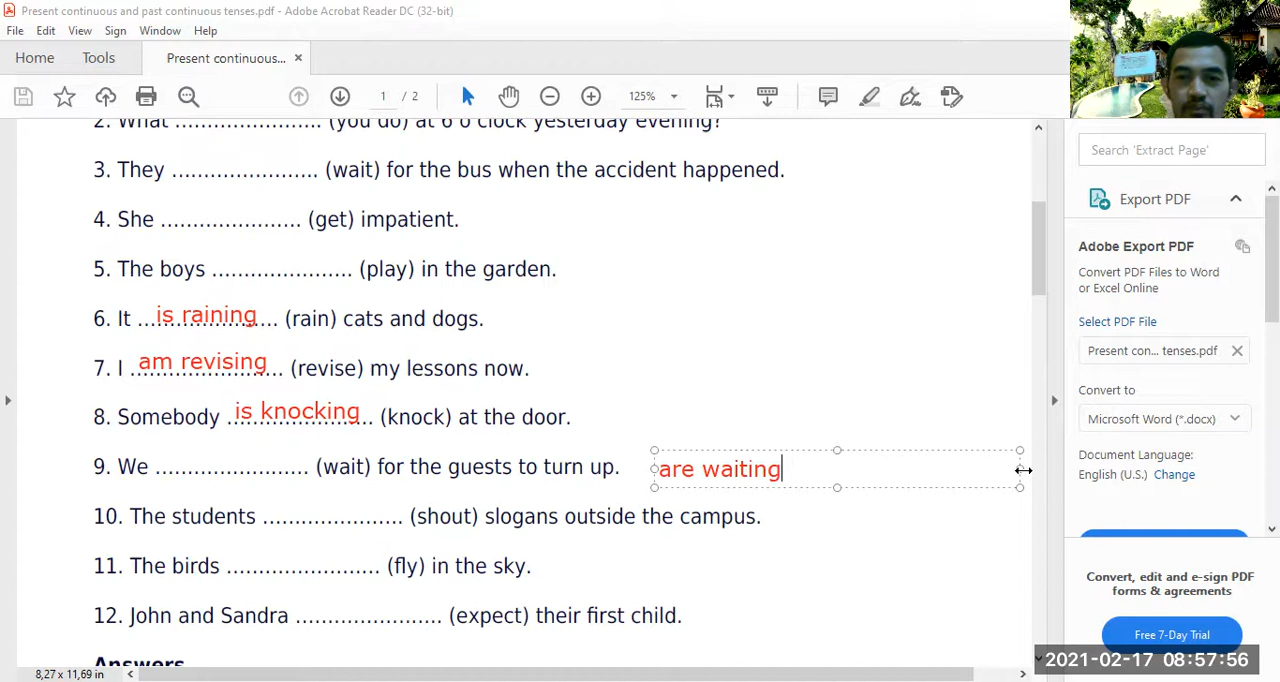 Present continuous and past continuous tenses.pdf - Adobe Acrobat Reader DC (32-bit)
File Edit View Sign Window Help
Home Tools Present continuous... ×
1 / 2 125%
2. What ...................... (you do) at 6 o'clock yesterday evening?
3. They ...................... (wait) for the bus when the accident happened.
4. She ...................... (get) impatient.
5. The boys ...................... (play) in the garden.
6. It ... is raining ... (rain) cats and dogs.
7. I am revising .. (revise) my lessons now.
8. Somebody is knocking .. (knock) at the door.
9. We ........................ (wait) for the guests to turn up. are waiting
10. The students ...................... (shout) slogans outside the campus.
11. The birds ........................ (fly) in the sky.
12. John and Sandra ....................... (expect) their first child.
Answers
8,27 x 11,69 in
Search 'Extract Page'
Export PDF
Adobe Export PDF
Convert PDF Files to Word
or Excel Online
Select PDF File
Present con... tenses.pdf
Convert to
Microsoft Word (*.docx)
Document Language:
English (U.S.) Change
Convert, edit and e-sign PDF
forms & agreements
Free 7-Day Trial
2021-02-17 08:57:56